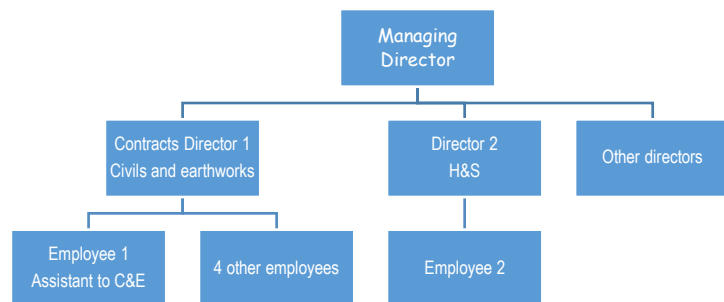 Managing
Director
Contracts Director 1
Civils and earthworks
Director 2
H&S
Other directors
Employee 1
Assistant to C&E
4 other employees
Employee 2